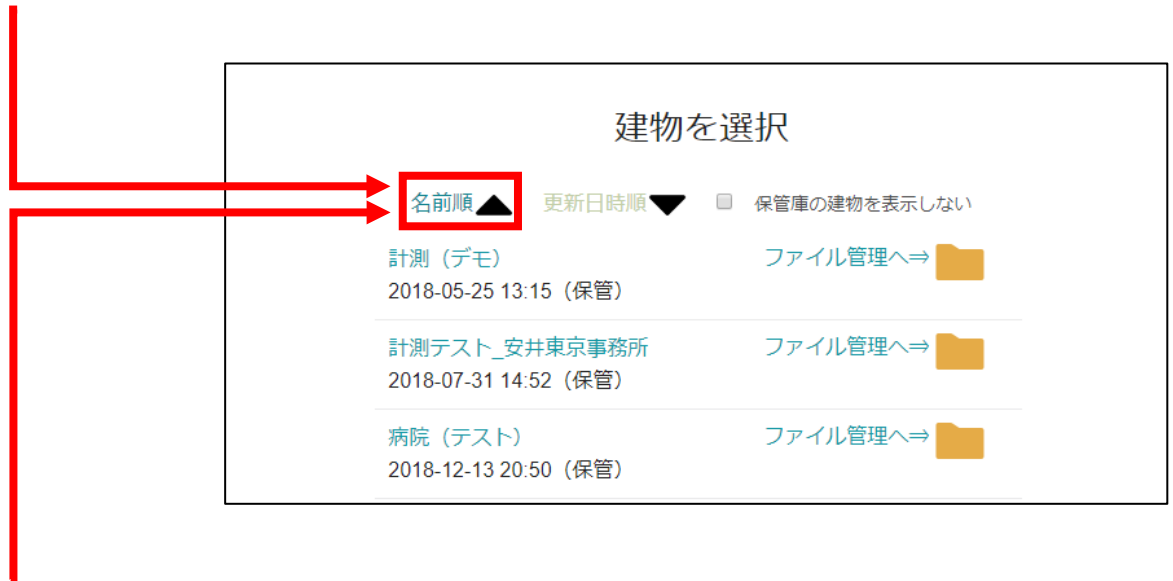 建物を選択
名前順▲ 更新日時順▼ 保管庫の建物を表示しない
計測（デモ） ファイル管理へ⇒
2018-05-25 13:15（保管）
計測テスト_安井東京事務所 ファイル管理へ⇒
2018-07-31 14:52（保管）
病院（テスト） ファイル管理へ⇒
2018-12-13 20:50（保管）